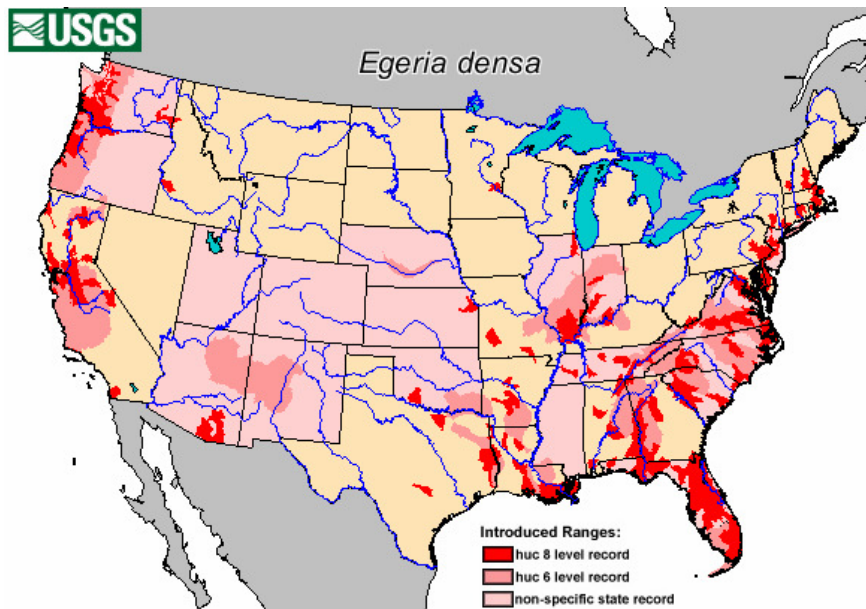 USGS
Egeria densa
Introduced Ranges:
huc 8 level record
huc 6 level record
non-specific state record